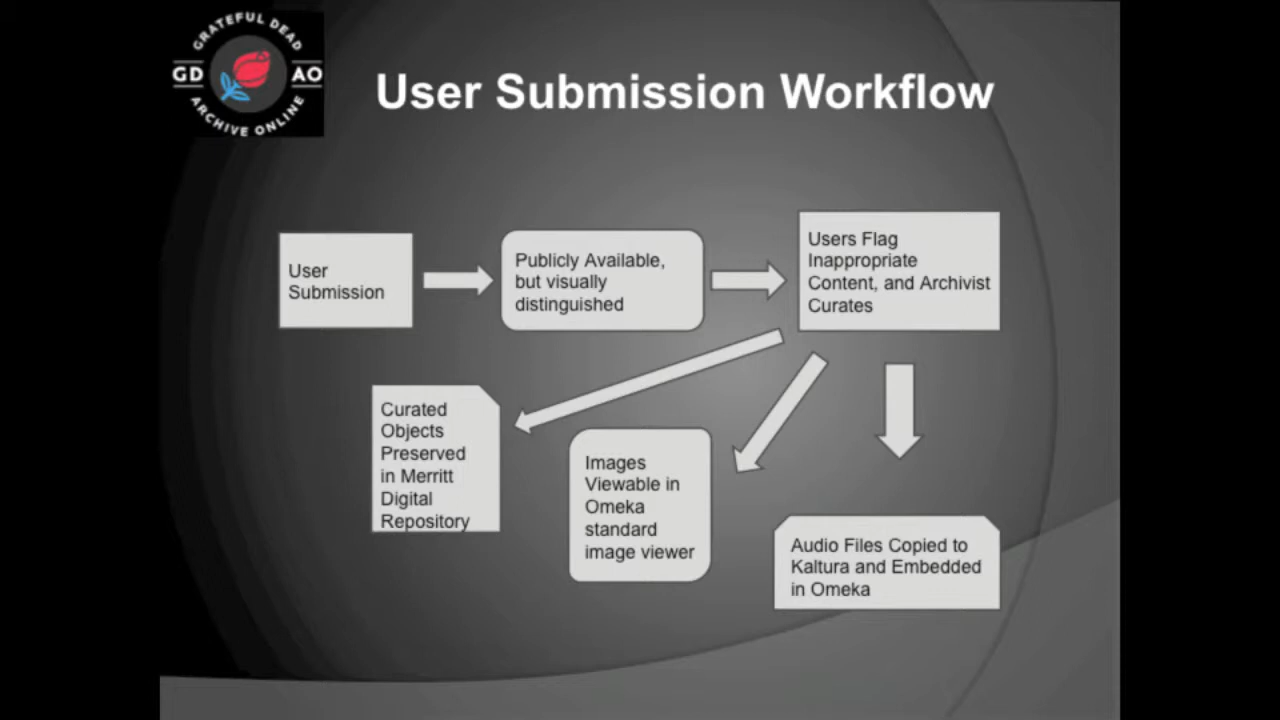 GRATEFUL DEAD
GD AO
ARCHIVE ONLINE
User Submission Workflow
User
Submission
Publicly Available,
but visually
distinguished
Users Flag
Inappropriate
Content, and Archivist
Curates
Curated
Objects
Preserved
in Merritt
Digital
Repository
Images
Viewable in
Omeka
standard
image viewer
Audio Files Copied to
Kaltura and Embedded
in Omeka